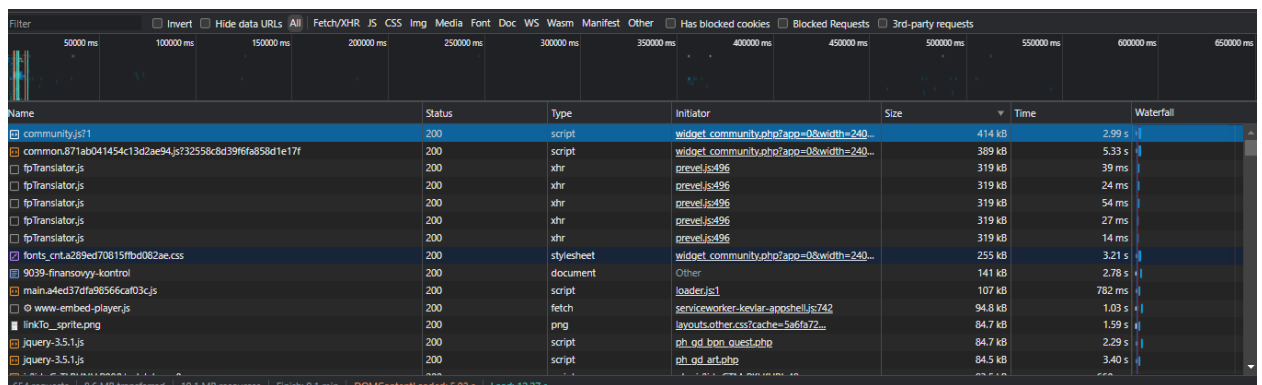 Filter Invert Hide data URLs All Fetch/XHR JS CSS Img Media Font Doc WS Wasm Manifest Other Has blocked cookies Blocked Requests 3rd-party requests
50000 ms 100000 ms 150000 ms 200000 ms 250000 ms 300000 ms 350000 ms 400000 ms 450000 ms 500000 ms 550000 ms 600000 ms 650000 ms
Name Status Type Initiator Size Time Waterfall
community.js?1 200 script widget_community.php?app=0&width=240... 414 kB 2.99 s
common.871ab041454c13d2ae94.js?32558c8d39f6fa858d1e17f 200 script widget_community.php?app=0&width=240... 389 kB 5.33 s
fpTranslator.js 200 xhr prevel.js:496 319 kB 39 ms
fpTranslator.js 200 xhr prevel.js:496 319 kB 24 ms
fpTranslator.js 200 xhr prevel.js:496 319 kB 54 ms
fpTranslator.js 200 xhr prevel.js:496 319 kB 27 ms
fpTranslator.js 200 xhr prevel.js:496 319 kB 14 ms
fonts_cnt.a289ed70815ffbd082ae.css 200 stylesheet widget_community.php?app=0&width=240... 255 kB 3.21 s
9039-finansovyy-kontrol 200 document Other 141 kB 2.78 s
main.a4ed37dfa98566caf03c.js 200 script loader.js:1 107 kB 782 ms
www-embed-player.js 200 fetch serviceworker-kevlar-appshell.js:742 94.8 kB 1.03 s
linkTo_sprite.png 200 png layouts.other.css?cache=5a6fa72... 84.7 kB 1.59 s
jquery-3.5.1.js 200 script ph_gd_bpn_guest.php 84.7 kB 2.29 s
jquery-3.5.1.js 200 script ph_gd_art.php 84.5 kB 3.40 s